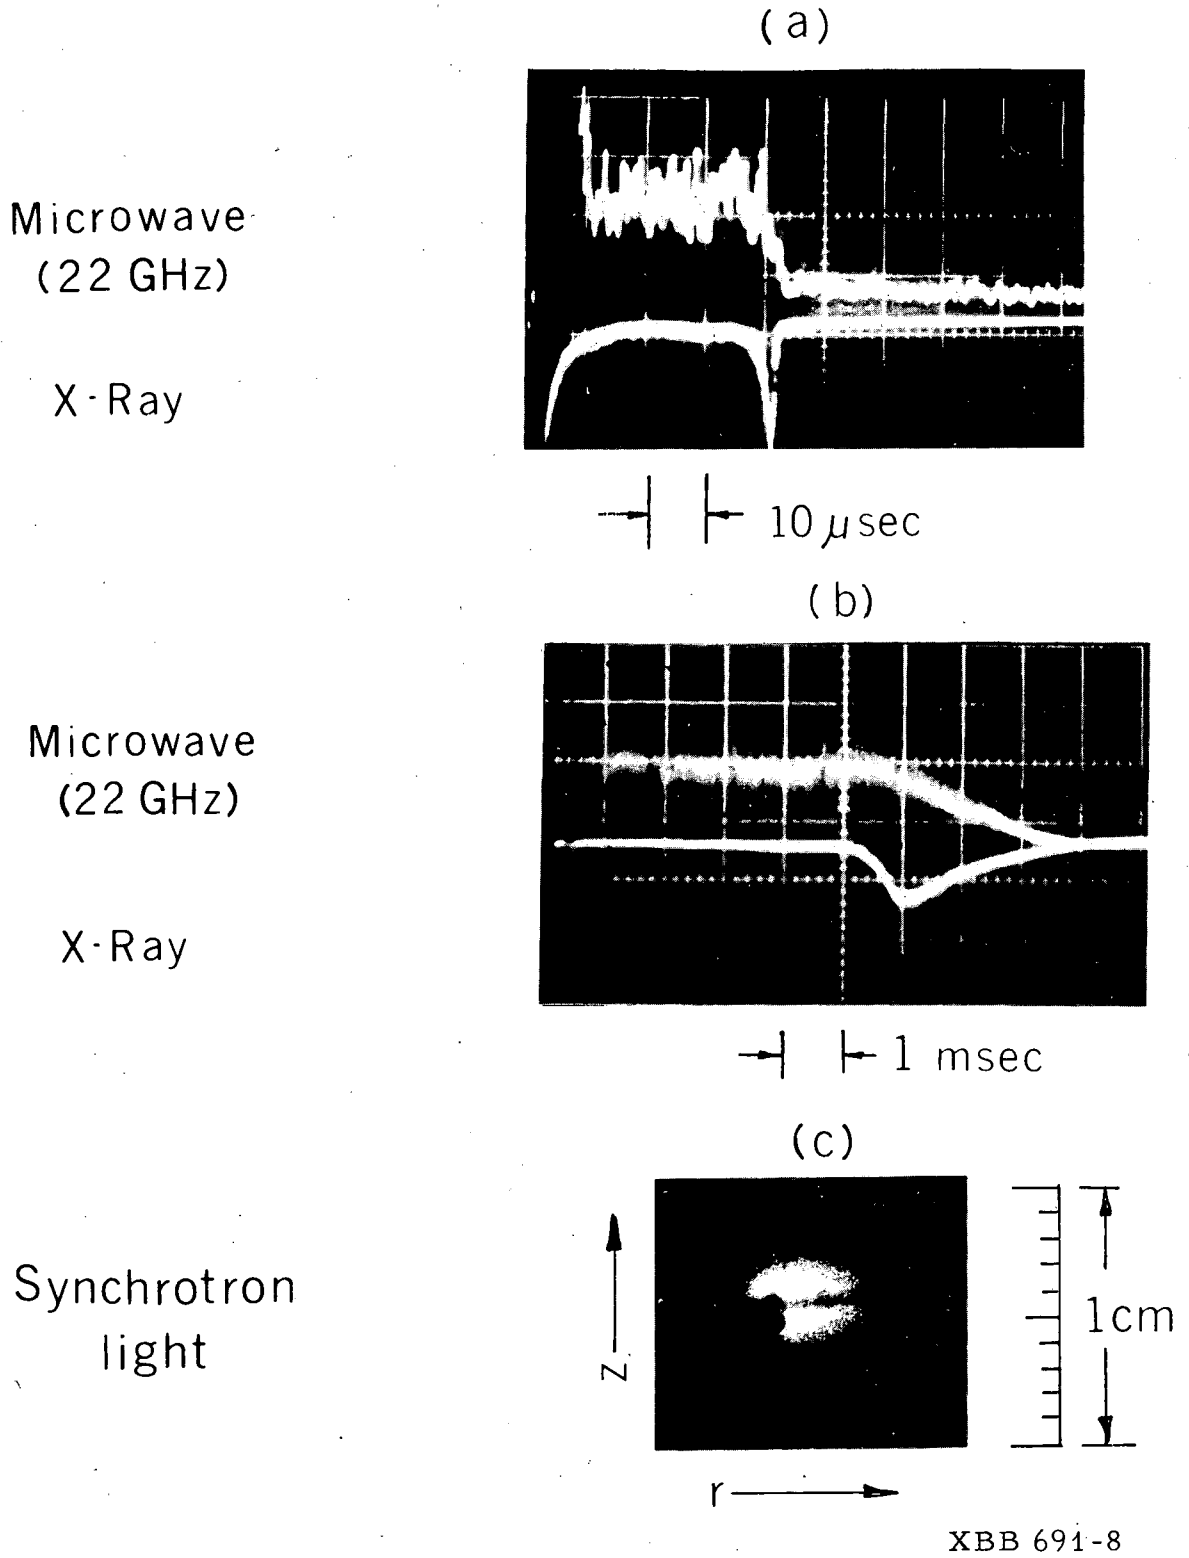 (a)
Microwave
(22 GHz)
X-Ray
10 μsec
(b)
Microwave
(22 GHz)
X-Ray
1 msec
(c)
Synchrotron
light
z
1cm
r
XBB 691-8